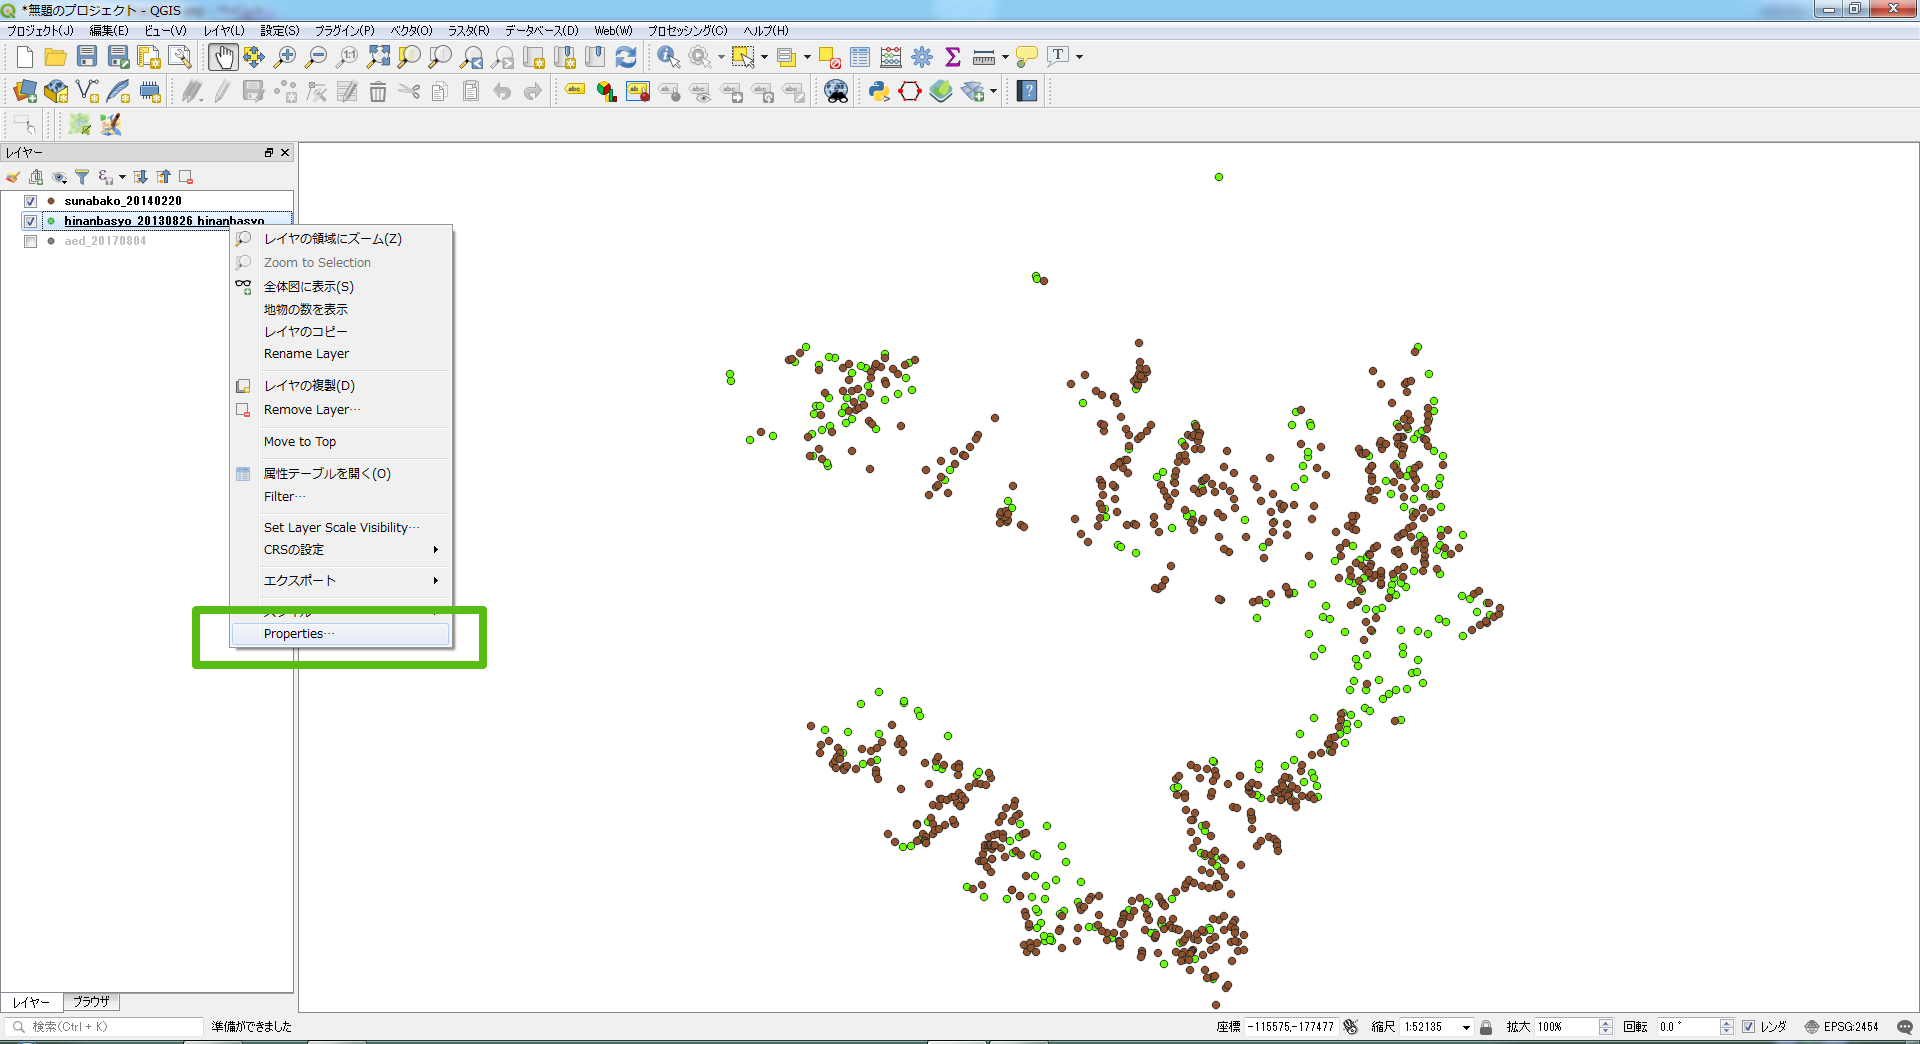 *無題のプロジェクト - QGIS
プロジェクト(J) 編集(E) ビュー(V) レイヤ(L) 設定(S) プラグイン(P) ベクタ(O) ラスタ(R) データベース(D) Web(W) プロセッシング(C) ヘルプ(H)
レイヤー
sunabako_20140220
hinanbasyo_20130826 hinanbasyo
aed_20170804
レイヤの領域にズーム(Z)
Zoom to Selection
全体図に表示(S)
地物の数を表示
レイヤのコピー
Rename Layer
レイヤの複製(D)
Remove Layer…
Move to Top
属性テーブルを開く(O)
Filter…
Set Layer Scale Visibility…
CRSの設定
エクスポート
スタイル
Properties…
レイヤー ブラウザ
検索(Ctrl + K) 準備ができました 座標 -115575,-177477 縮尺 1:52135 拡大 100% 回転 0.0 ° レンダ EPSG:2454